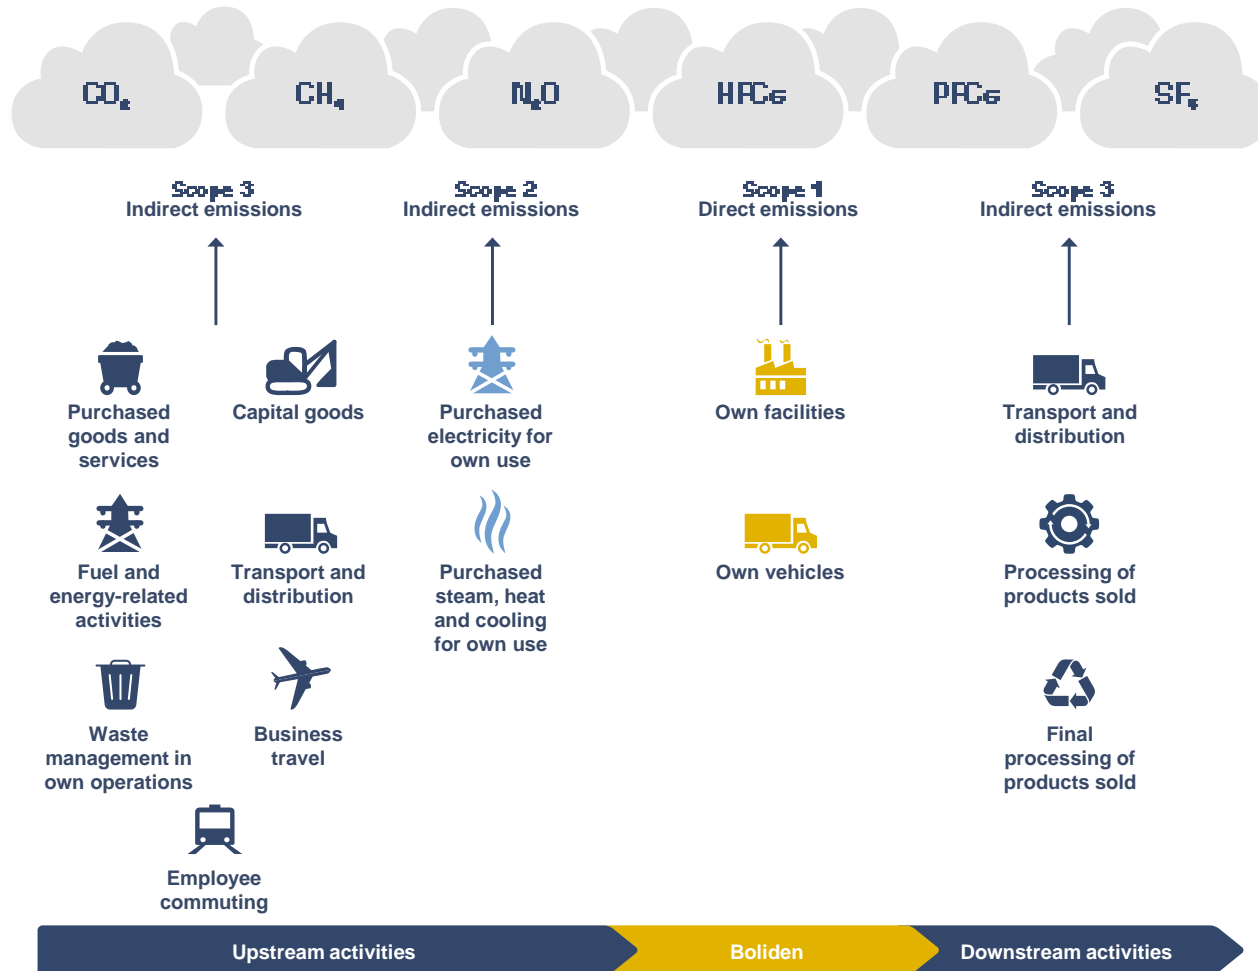 CO₂
CH₄
N₂O
HFCs
PFCs
SF₆
Scope 3
Indirect emissions
Scope 2
Indirect emissions
Scope 1
Direct emissions
Scope 3
Indirect emissions
Purchased
goods and
services
Capital goods
Purchased
electricity for
own use
Own facilities
Transport and
distribution
Fuel and
energy-related
activities
Transport and
distribution
Purchased
steam, heat
and cooling
for own use
Own vehicles
Processing of
products sold
Waste
management in
own operations
Business
travel
Final
processing of
products sold
Employee
commuting
Upstream activities
Boliden
Downstream activities